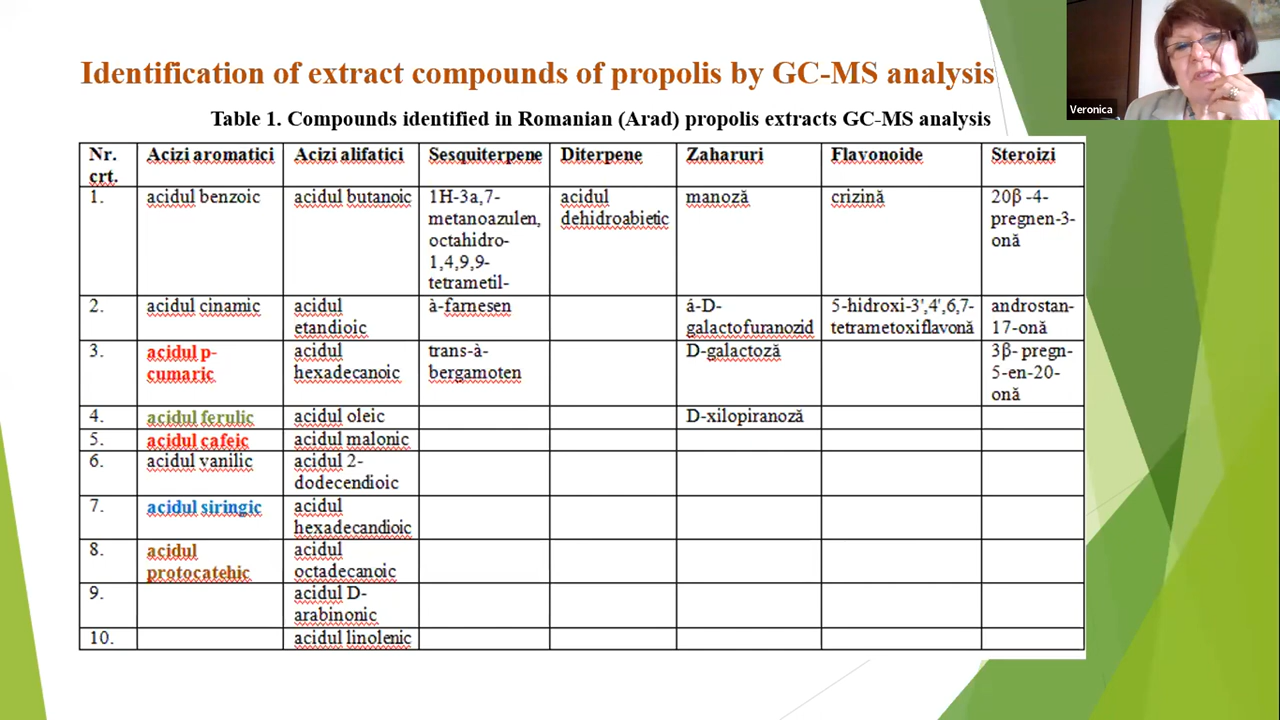 Identification of extract compounds of propolis by GC-MS analysis
Veronica
Table 1. Compounds identified in Romanian (Arad) propolis extracts GC-MS analysis
Nr. crt. Acizi aromatici Acizi alifatici Sesquiterpene Diterpene Zaharuri Flavonoide Steroizi
1. acidul benzoic acidul butanoic 1H-3a,7-metanoazulen, octahidro-1,4,9,9-tetrametil- acidul dehidroabietic manoză crizină 20β -4-pregnen-3-onă
2. acidul cinamic acidul etandioic à-farnesen á-D-galactofuranozid 5-hidroxi-3',4',6,7-tetrametoxiflavonă androstan-17-onă
3. acidul p-cumaric acidul hexadecanoic trans-à-bergamoten D-galactoză 3β- pregn-5-en-20-onă
4. acidul ferulic acidul oleic D-xilopiranoză
5. acidul cafeic acidul malonic
6. acidul vanilic acidul 2-dodecendioic
7. acidul siringic acidul hexadecandioic
8. acidul protocatehic acidul octadecanoic
9. acidul D-arabinonic
10. acidul linolenic